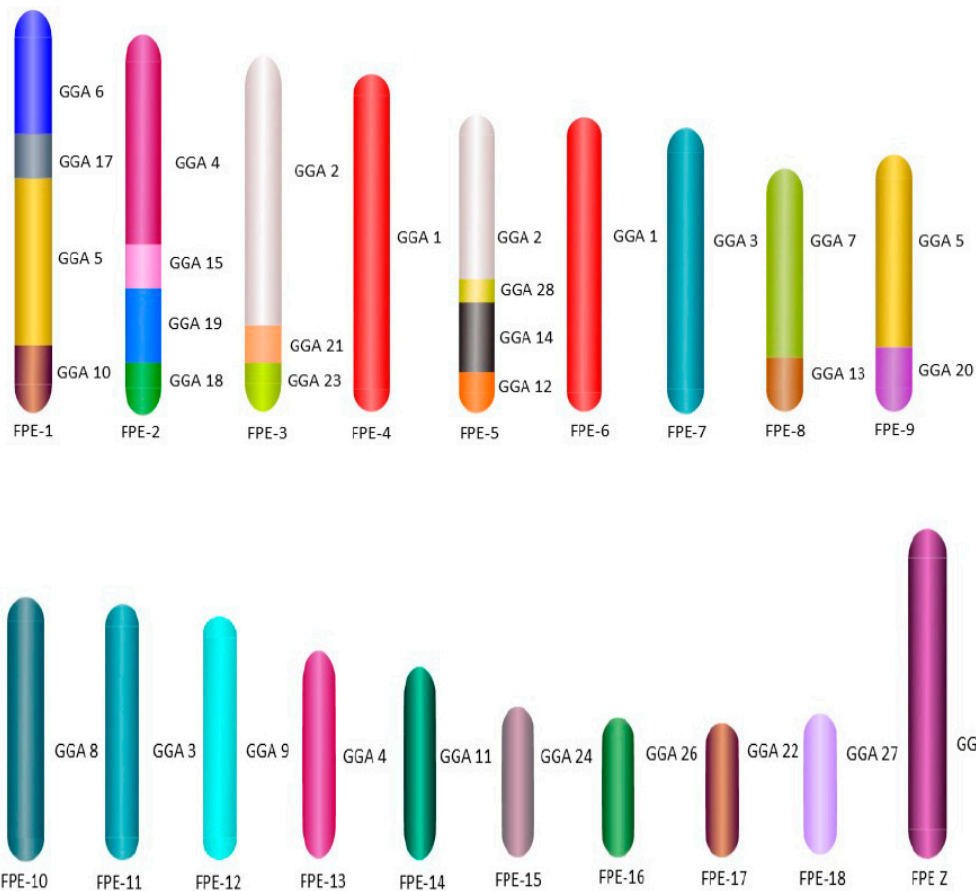 GGA 6
GGA 17
GGA 5
GGA 10
FPE-1
GGA 4
GGA 15
GGA 19
GGA 18
FPE-2
GGA 2
GGA 21
GGA 23
FPE-3
GGA 1
FPE-4
GGA 2
GGA 28
GGA 14
GGA 12
FPE-5
GGA 1
FPE-6
GGA 3
FPE-7
GGA 7
GGA 13
FPE-8
GGA 5
GGA 20
FPE-9
GGA 8
FPE-10
GGA 3
FPE-11
GGA 9
FPE-12
GGA 4
FPE-13
GGA 11
FPE-14
GGA 24
FPE-15
GGA 26
FPE-16
GGA 22
FPE-17
GGA 27
FPE-18
FPE Z